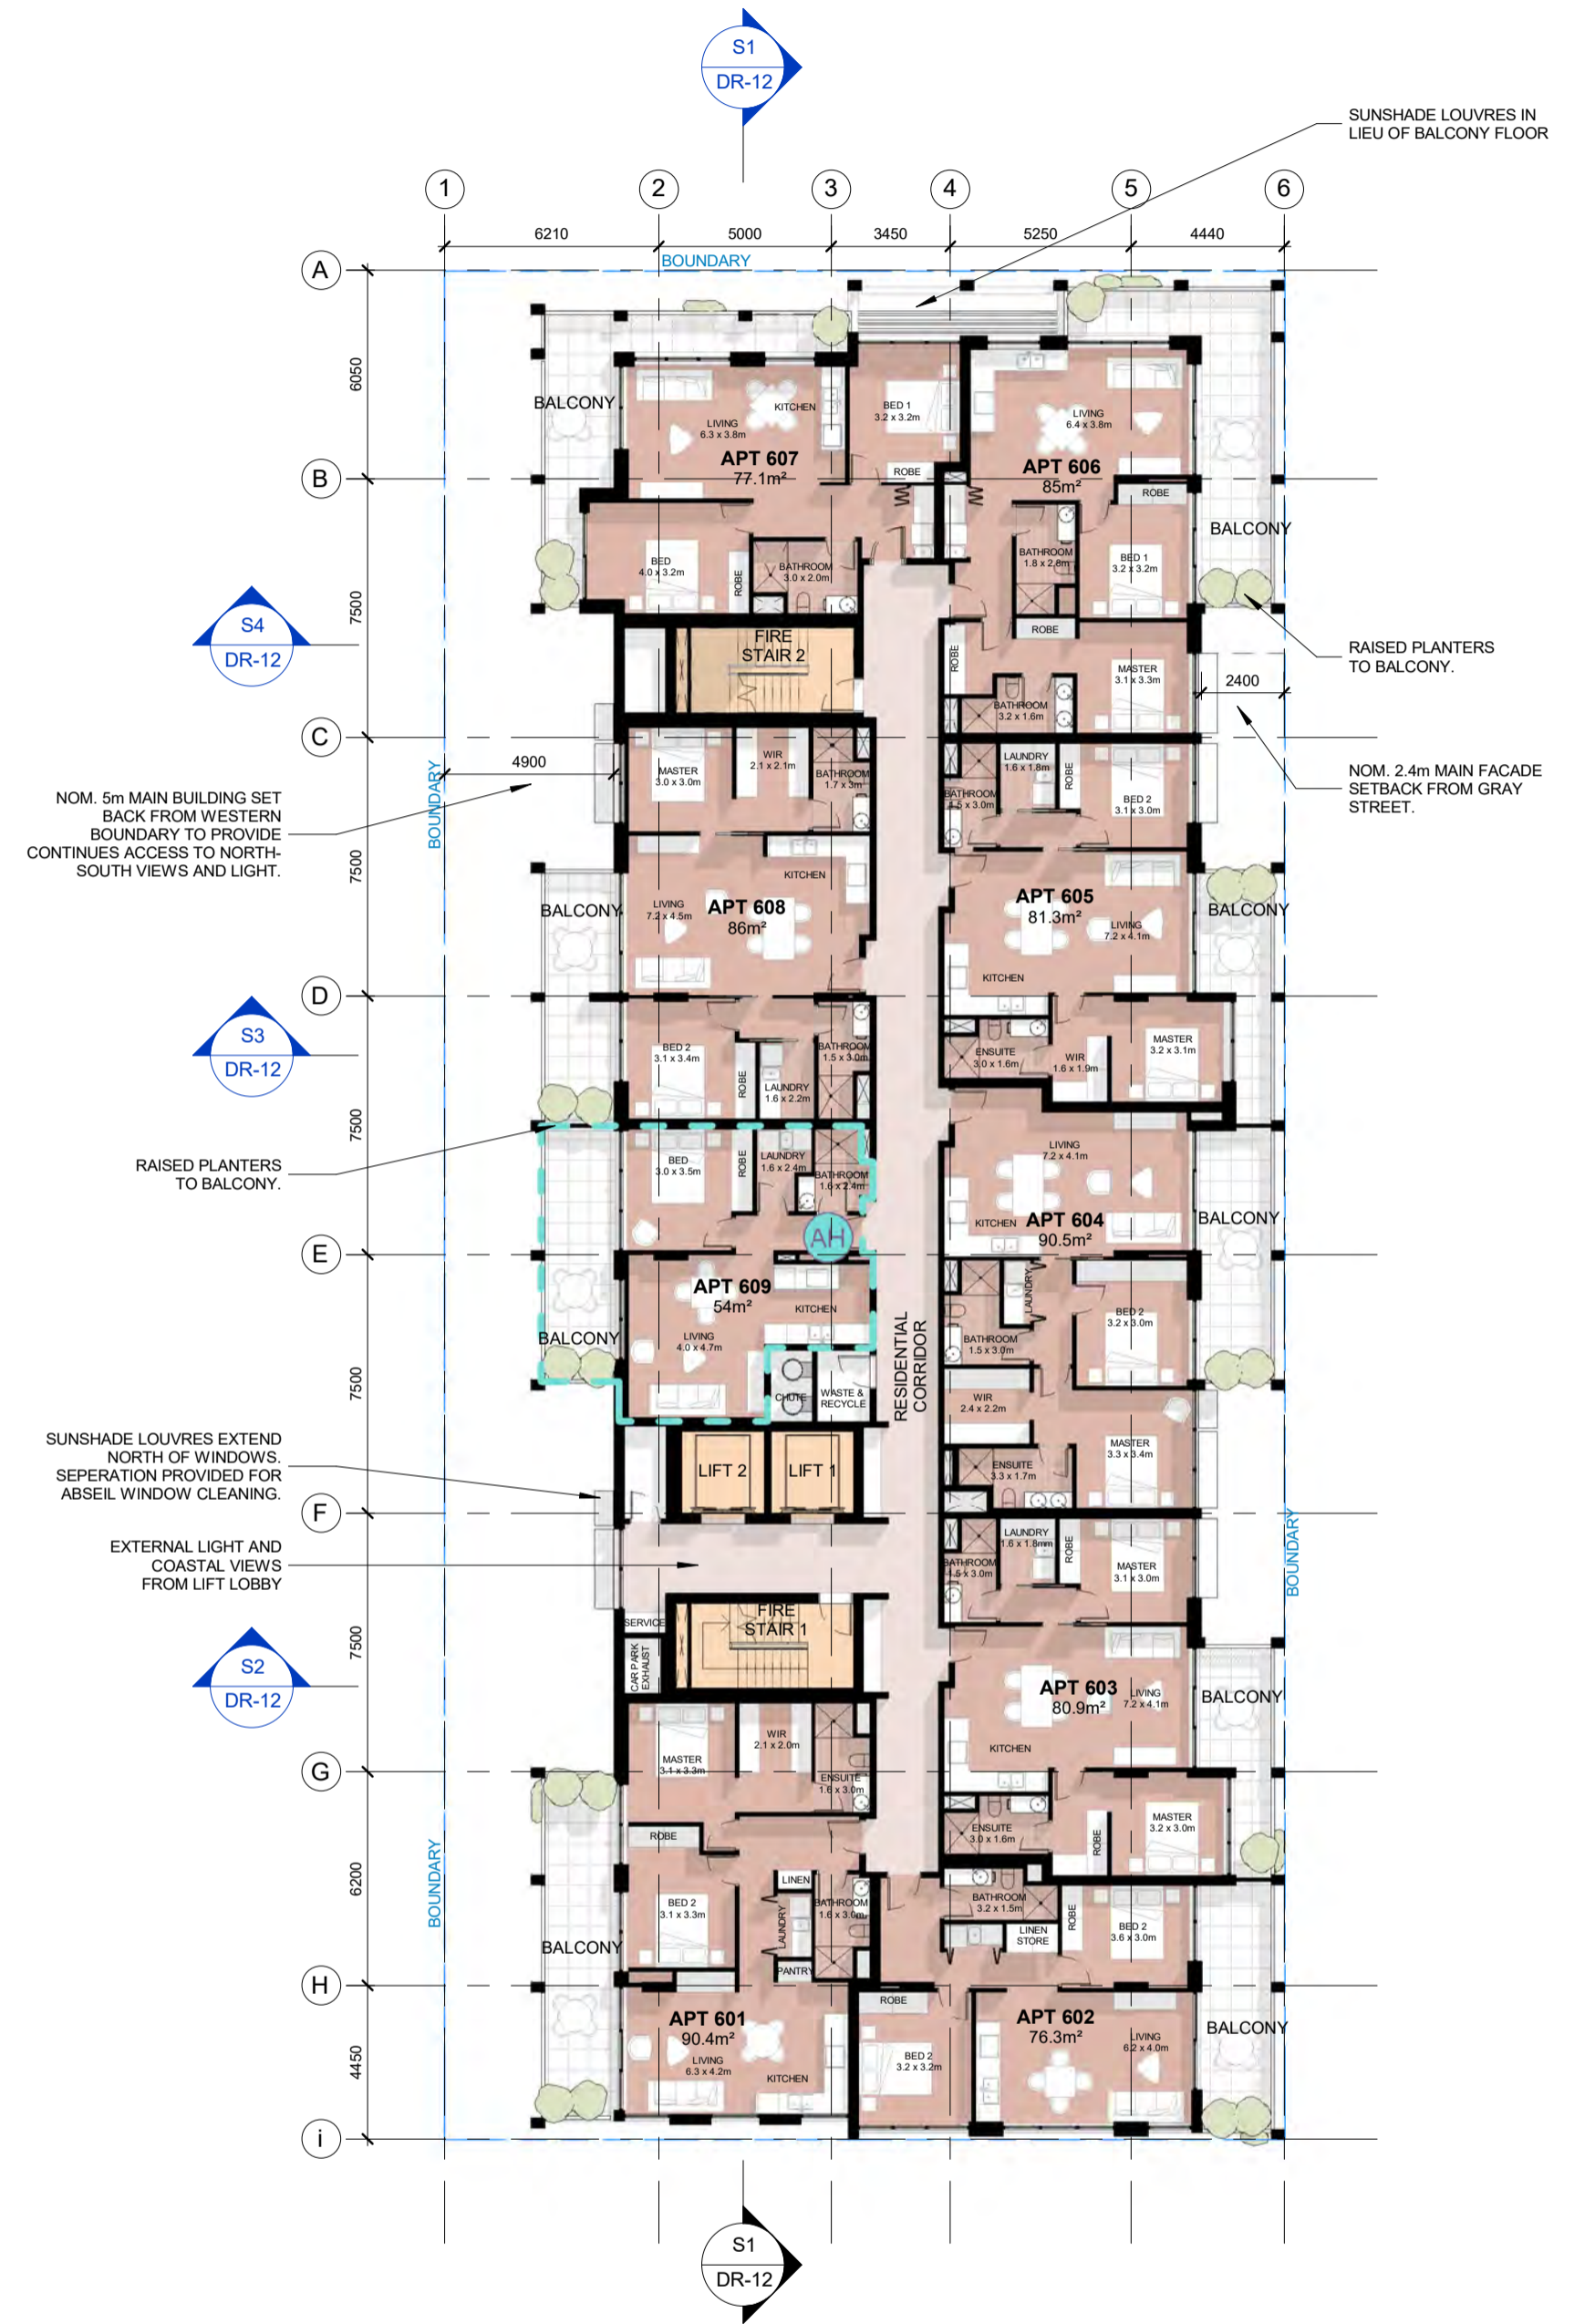 S1
DR-12
SUNSHADE LOUVRES IN
LIEU OF BALCONY FLOOR
1
2
3
4
5
6
6210
5000
3450
5250
4440
A
BOUNDARY
6050
BALCONY
LIVING
6.3 x 3.8m
KITCHEN
APT 607
77.1m²
BED 1
3.2 x 3.2m
ROBE
LIVING
6.4 x 3.8m
APT 606
85m²
B
ROBE
BALCONY
7500
BED
4.0 x 3.2m
ROBE
BATHROOM
3.0 x 2.0m
BATHROOM
1.8 x 2.8m
BED 1
3.2 x 3.2m
S4
DR-12
FIRE
STAIR 2
ROBE
ROBE
MASTER
3.1 x 3.3m
BATHROOM
3.2 x 1.6m
2400
RAISED PLANTERS
TO BALCONY.
C
4900
BOUNDARY
NOM. 5m MAIN BUILDING SET
BACK FROM WESTERN
BOUNDARY TO PROVIDE
CONTINUES ACCESS TO NORTH-
SOUTH VIEWS AND LIGHT.
MASTER
3.0 x 3.0m
WIR
2.1 x 2.1m
BATHROOM
1.7 x 3m
LAUNDRY
1.6 x 1.8m
ROBE
BATHROOM
1.5 x 3.0m
BED 2
3.1 x 3.0m
NOM. 2.4m MAIN FACADE
SETBACK FROM GRAY
STREET.
7500
KITCHEN
BALCONY
LIVING
7.2 x 4.5m
APT 608
86m²
APT 605
81.3m²
LIVING
7.2 x 4.1m
BALCONY
KITCHEN
D
S3
DR-12
BED 2
3.1 x 3.4m
ROBE
LAUNDRY
1.6 x 2.2m
BATHROOM
1.5 x 3.0m
ENSUITE
3.0 x 1.6m
WIR
1.6 x 1.9m
MASTER
3.2 x 3.1m
7500
RAISED PLANTERS
TO BALCONY.
BED
3.0 x 3.5m
ROBE
LAUNDRY
1.6 x 2.4m
BATHROOM
1.6 x 2.4m
AH
LIVING
7.2 x 4.1m
KITCHEN
APT 604
90.5m²
BALCONY
E
APT 609
54m²
KITCHEN
LIVING
4.0 x 4.7m
BALCONY
CHUTE
WASTE &
RECYCLE
RESIDENTIAL
CORRIDOR
LAUNDRY
BATHROOM
1.5 x 3.0m
BED 2
3.2 x 3.0m
7500
WIR
2.4 x 2.2m
SUNSHADE LOUVRES EXTEND
NORTH OF WINDOWS.
SEPERATION PROVIDED FOR
ABSEIL WINDOW CLEANING.
LIFT 2
LIFT 1
ENSUITE
3.3 x 1.7m
MASTER
3.3 x 3.4m
F
EXTERNAL LIGHT AND
COASTAL VIEWS
FROM LIFT LOBBY
BATHROOM
1.5 x 3.0m
LAUNDRY
1.6 x 1.8mm
ROBE
MASTER
3.1 x 3.0m
BOUNDARY
SERVICE
CAR PARK
EXHAUST
FIRE
STAIR 1
7500
S2
DR-12
APT 603
80.9m²
LIVING
7.2 x 4.1m
BALCONY
KITCHEN
MASTER
3.1 x 3.3m
WIR
2.1 x 2.0m
ENSUITE
1.6 x 3.0m
G
ENSUITE
3.0 x 1.6m
ROBE
MASTER
3.2 x 3.0m
BOUNDARY
6200
ROBE
BED 2
3.1 x 3.3m
LINEN
LAUNDRY
BATHROOM
1.6 x 3.0m
PANTRY
BALCONY
BATHROOM
3.2 x 1.5m
LINEN
STORE
ROBE
BED 2
3.6 x 3.0m
H
4450
APT 601
90.4m²
LIVING
6.3 x 4.2m
KITCHEN
ROBE
BED 2
3.2 x 3.2m
APT 602
76.3m²
LIVING
6.2 x 4.0m
BALCONY
i
S1
DR-12